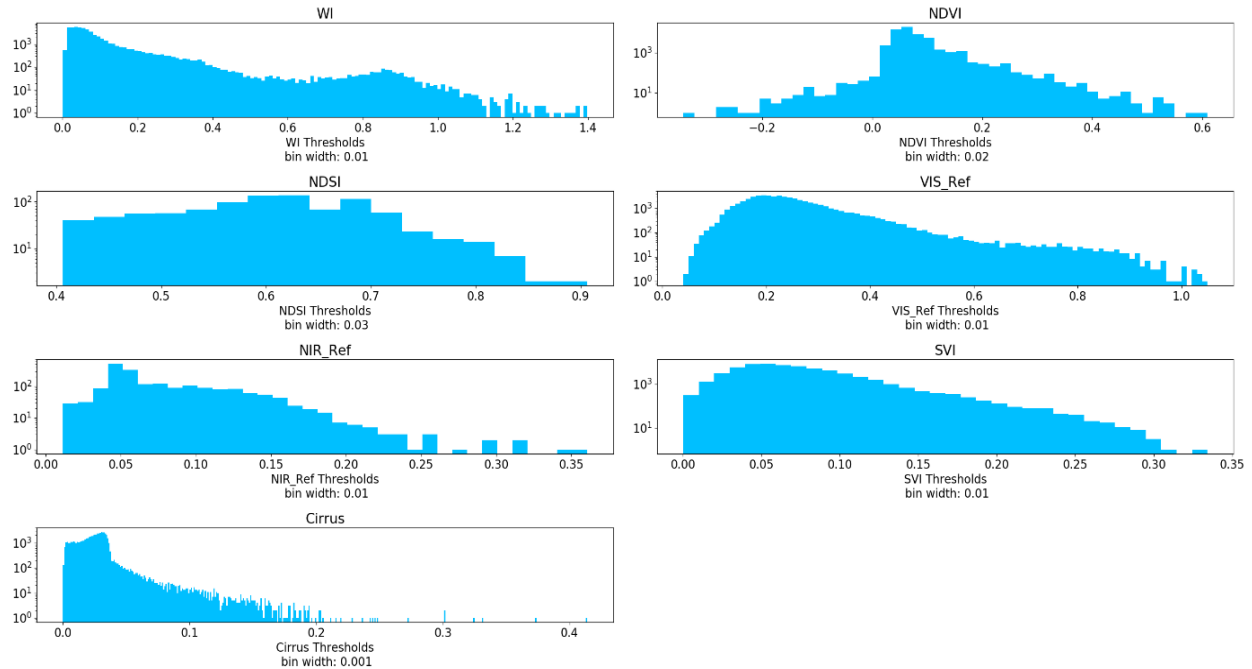 WI
10³
10²
10¹
10⁰
0.0 0.2 0.4 0.6 0.8 1.0 1.2 1.4
WI Thresholds
bin width: 0.01
NDVI
10³
10¹
−0.2 0.0 0.2 0.4 0.6
NDVI Thresholds
bin width: 0.02
NDSI
10²
10¹
0.4 0.5 0.6 0.7 0.8 0.9
NDSI Thresholds
bin width: 0.03
VIS_Ref
10³
10²
10¹
10⁰
0.0 0.2 0.4 0.6 0.8 1.0
VIS_Ref Thresholds
bin width: 0.01
NIR_Ref
10²
10¹
10⁰
0.00 0.05 0.10 0.15 0.20 0.25 0.30 0.35
NIR_Ref Thresholds
bin width: 0.01
SVI
10³
10¹
0.00 0.05 0.10 0.15 0.20 0.25 0.30 0.35
SVI Thresholds
bin width: 0.01
Cirrus
10³
10²
10¹
10⁰
0.0 0.1 0.2 0.3 0.4
Cirrus Thresholds
bin width: 0.001